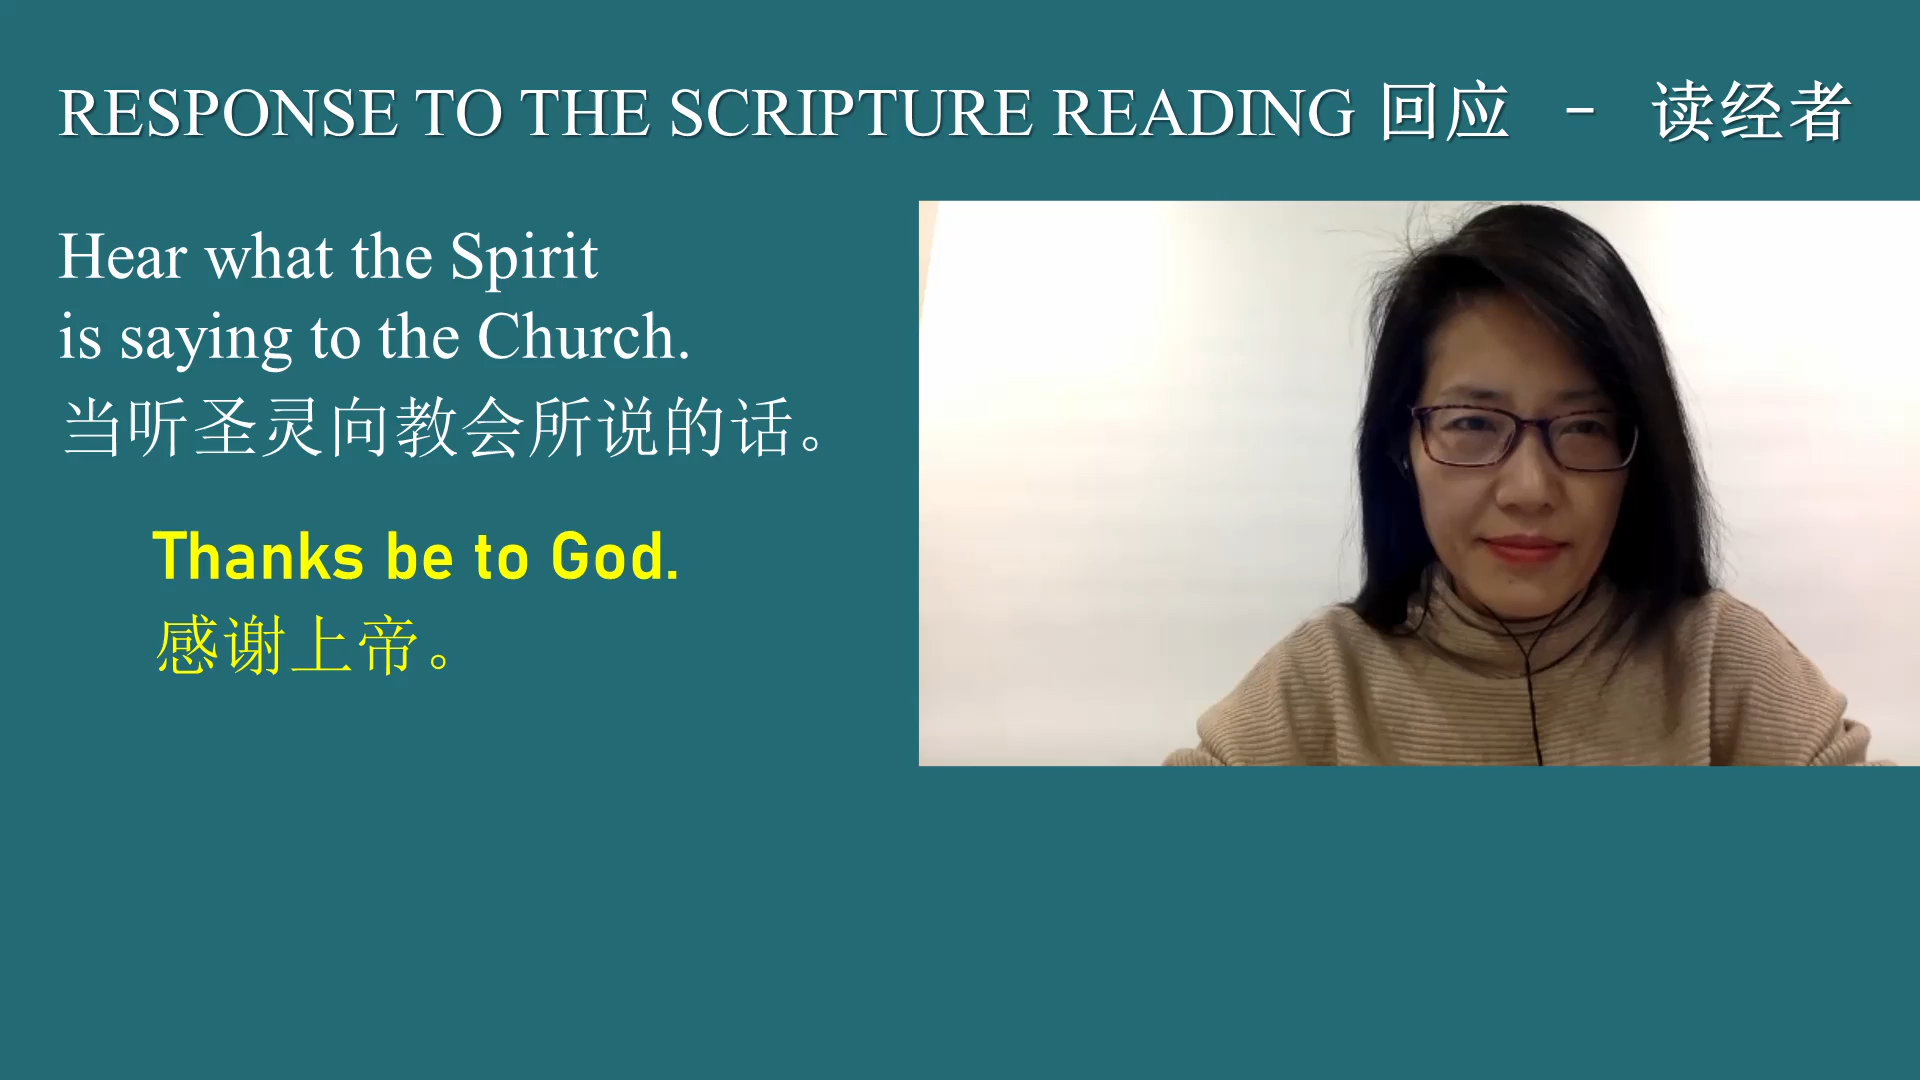 RESPONSE TO THE SCRIPTURE READING 回应 - 读经者
Hear what the Spirit
is saying to the Church.
当听圣灵向教会所说的话。
Thanks be to God.
感谢上帝。